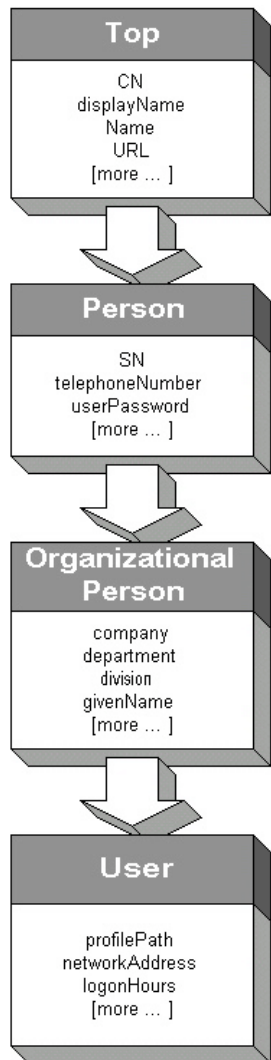 Top
CN
displayName
Name
URL
[more ... ]
Person
SN
telephoneNumber
userPassword
[more ... ]
Organizational
Person
company
department
division
givenName
[more ... ]
User
profilePath
networkAddress
logonHours
[more ... ]